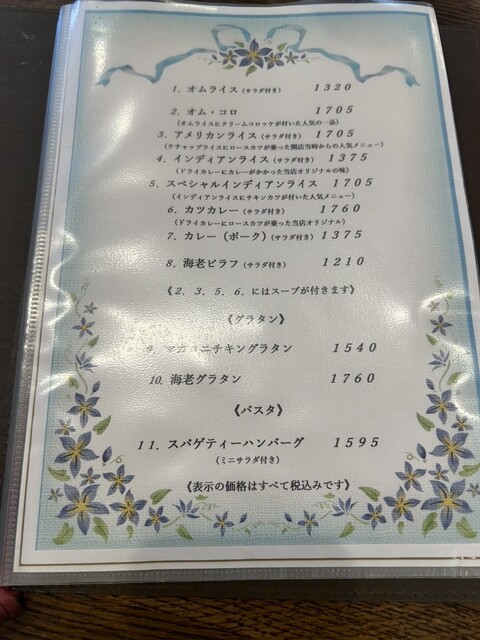 1．オムライス（サラダ付き） 1320
2．オム・コロ 1705
（オムライスにクリームコロッケが付いた人気の一品）
3．アメリカンライス（サラダ付き） 1705
（ケチャップライスにロースカツが乗った開店当時からの人気メニュー）
4．インディアンライス（サラダ付き） 1375
（ドライカレーにカレーがかかった当店オリジナルの味）
5．スペシャルインディアンライス 1705
（インディアンライスにチキンカツが付いた人気メニュー）
6．カツカレー（サラダ付き） 1760
（ドライカレーにロースカツが乗った当店オリジナル）
7．カレー（ポーク）（サラダ付き） 1375
8．海老ピラフ（サラダ付き） 1210
《2．3．5．6．にはスープが付きます》
《グラタン》
9．マカロニチキングラタン 1540
10．海老グラタン 1760
《パスタ》
11．スパゲティーハンバーグ 1595
（ミニサラダ付き）
《表示の価格はすべて税込みです》